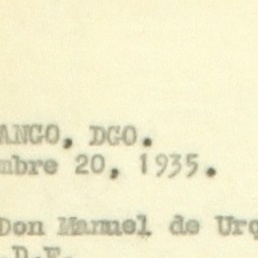 ANGO, DGO.
mbre 20, 1935.
Don Manuel de Urq
.D.F.